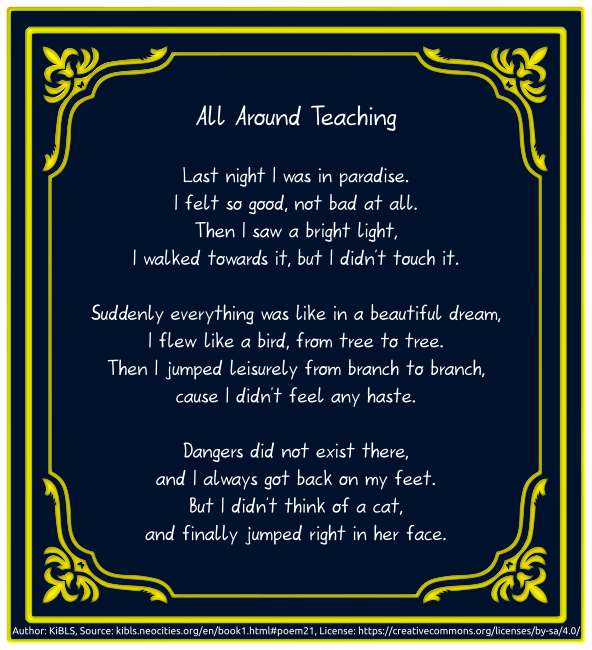 All Around Teaching
Last night I was in paradise.
I felt so good, not bad at all.
Then I saw a bright light,
I walked towards it, but I didn't touch it.
Suddenly everything was like in a beautiful dream,
I flew like a bird, from tree to tree.
Then I jumped leisurely from branch to branch,
cause I didn't feel any haste.
Dangers did not exist there,
and I always got back on my feet.
But I didn't think of a cat,
and finally jumped right in her face.
Author: KiBLS, Source: kibls.neocities.org/en/book1.html#poem21, License: https://creativecommons.org/licenses/by-sa/4.0/